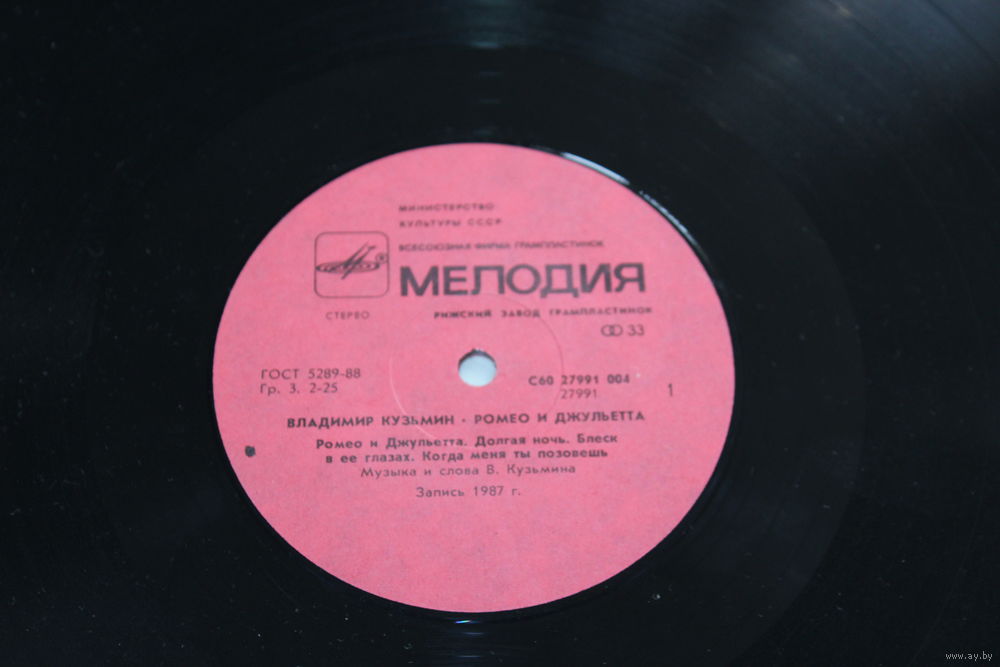 МИНИСТЕРСТВО
КУЛЬТУРЫ СССР
ВСЕСОЮЗНАЯ ФИРМА ГРАМПЛАСТИНОК
МЕЛОДИЯ
СТЕРЕО
РИЖСКИЙ ЗАВОД ГРАМПЛАСТИНОК
33
ГОСТ 5289-88
Гр. 3. 2-25
С60 27991 004
27991
1
ВЛАДИМИР КУЗЬМИН · РОМЕО И ДЖУЛЬЕТТА
Ромео и Джульетта. Долгая ночь. Блеск
в ее глазах. Когда меня ты позовешь
Музыка и слова В. Кузьмина
Запись 1987 г.
www.ay.by